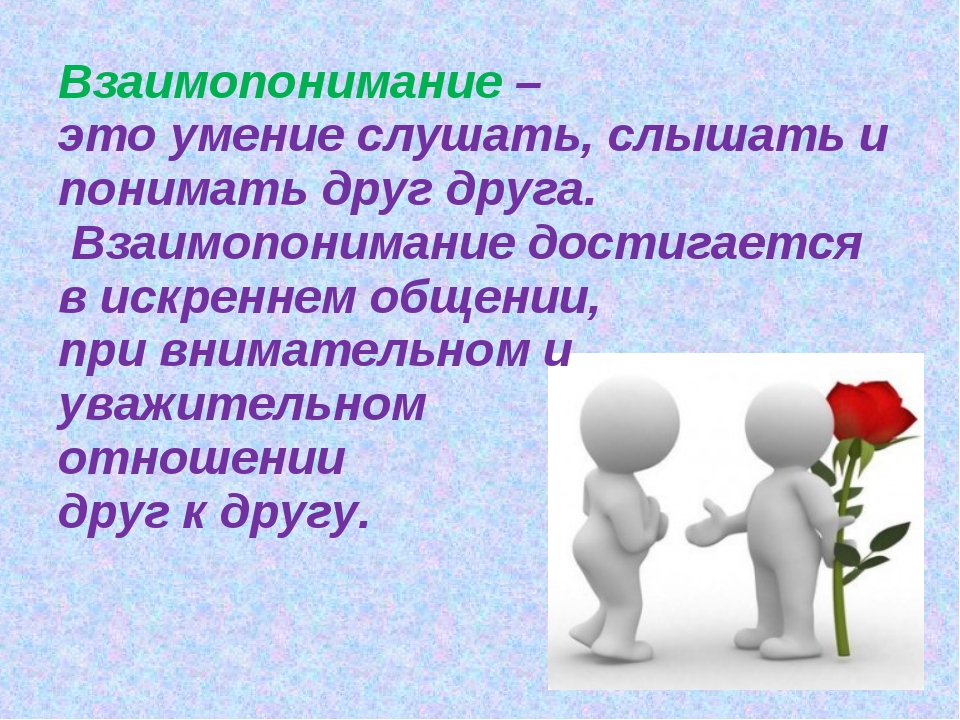 Взаимопонимание –
это умение слушать, слышать и
понимать друг друга.
Взаимопонимание достигается
в искреннем общении,
при внимательном и
уважительном
отношении
друг к другу.